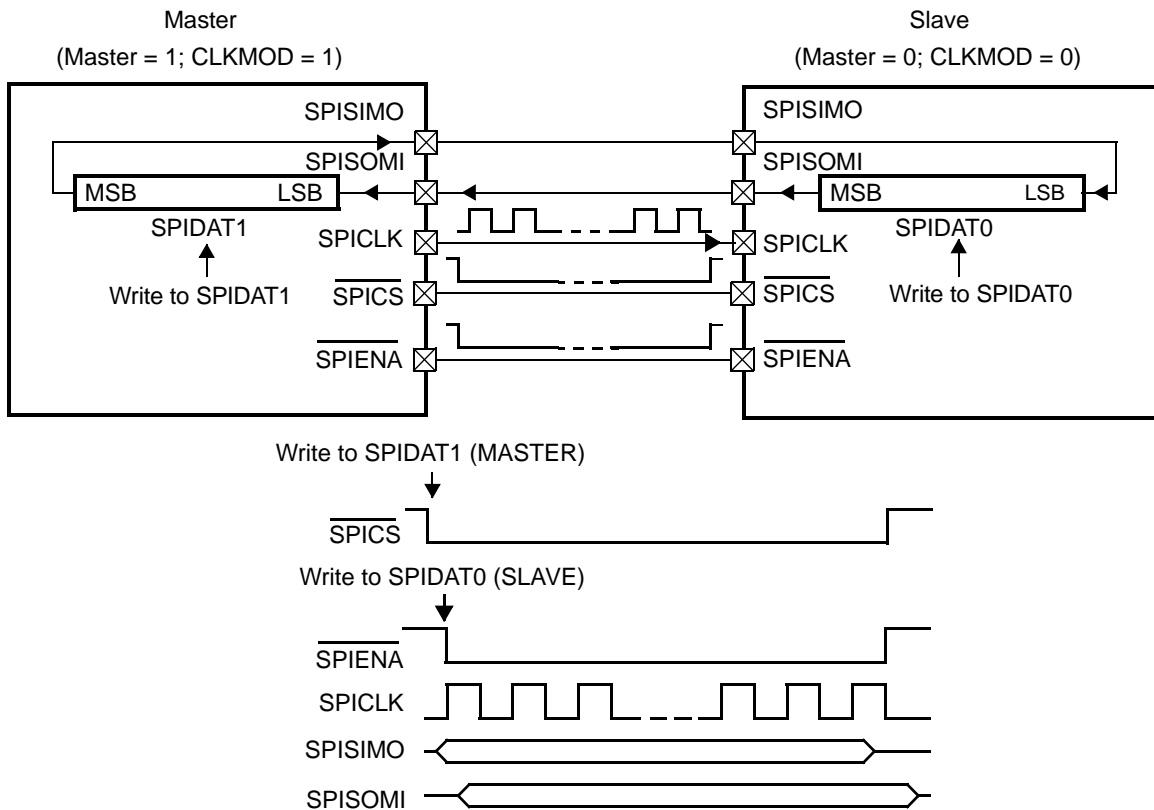 Master
(Master = 1; CLKMOD = 1)
Slave
(Master = 0; CLKMOD = 0)
SPISIMO
SPISIMO
SPISOMI
SPISOMI
MSB LSB
MSB LSB
SPIDAT1
SPIDAT0
SPICLK
SPICLK
Write to SPIDAT1
SPICS
SPICS
Write to SPIDAT0
SPIENA
SPIENA
Write to SPIDAT1 (MASTER)
SPICS
Write to SPIDAT0 (SLAVE)
SPIENA
SPICLK
SPISIMO
SPISOMI